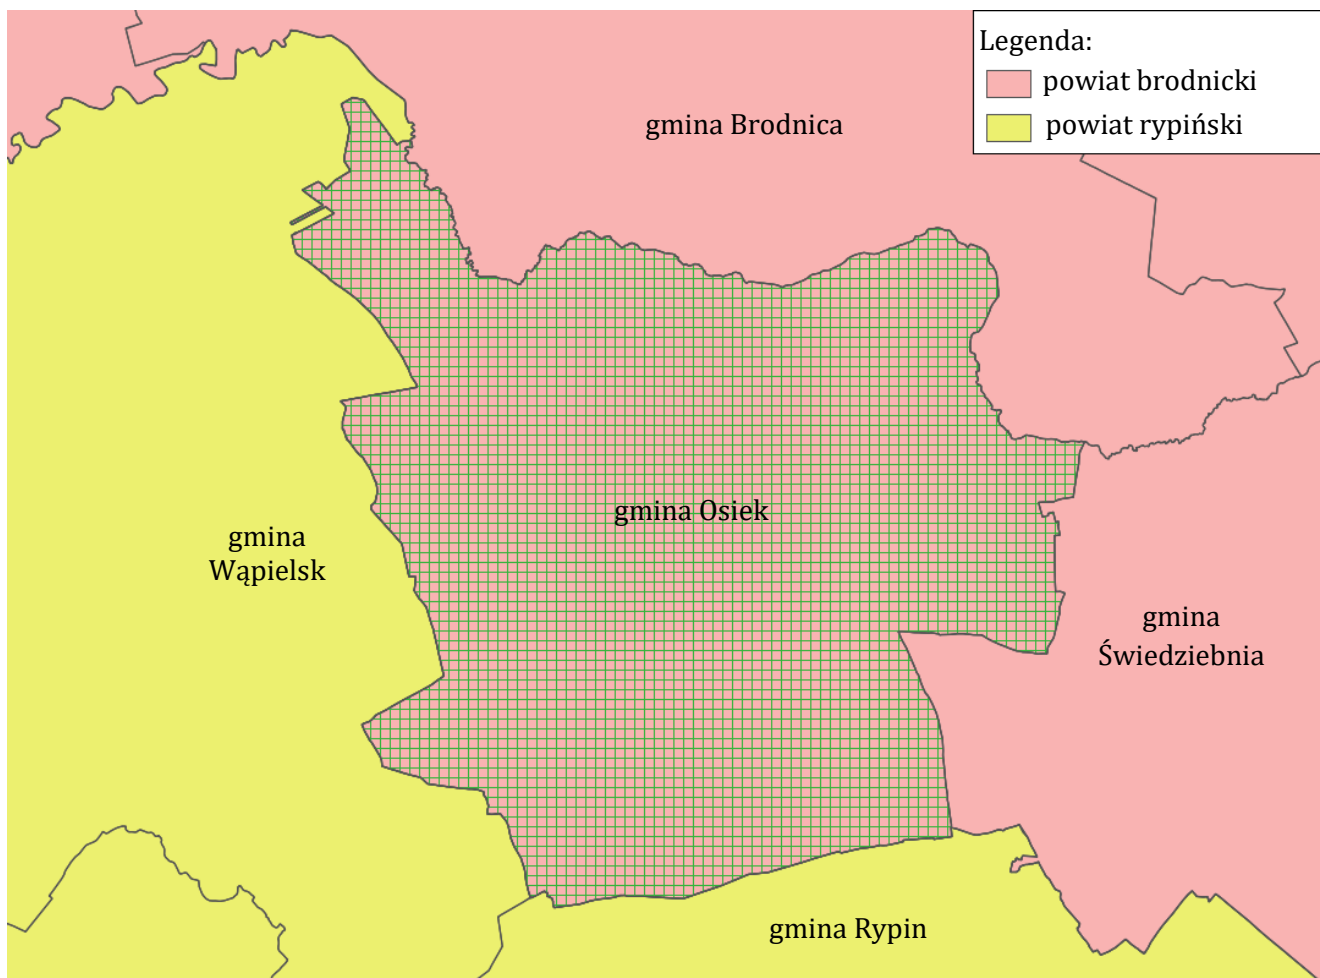 Legenda:
powiat brodnicki
powiat rypiński
gmina Brodnica
gmina Osiek
gmina
Wąpielsk
gmina
Świedziebnia
gmina Rypin